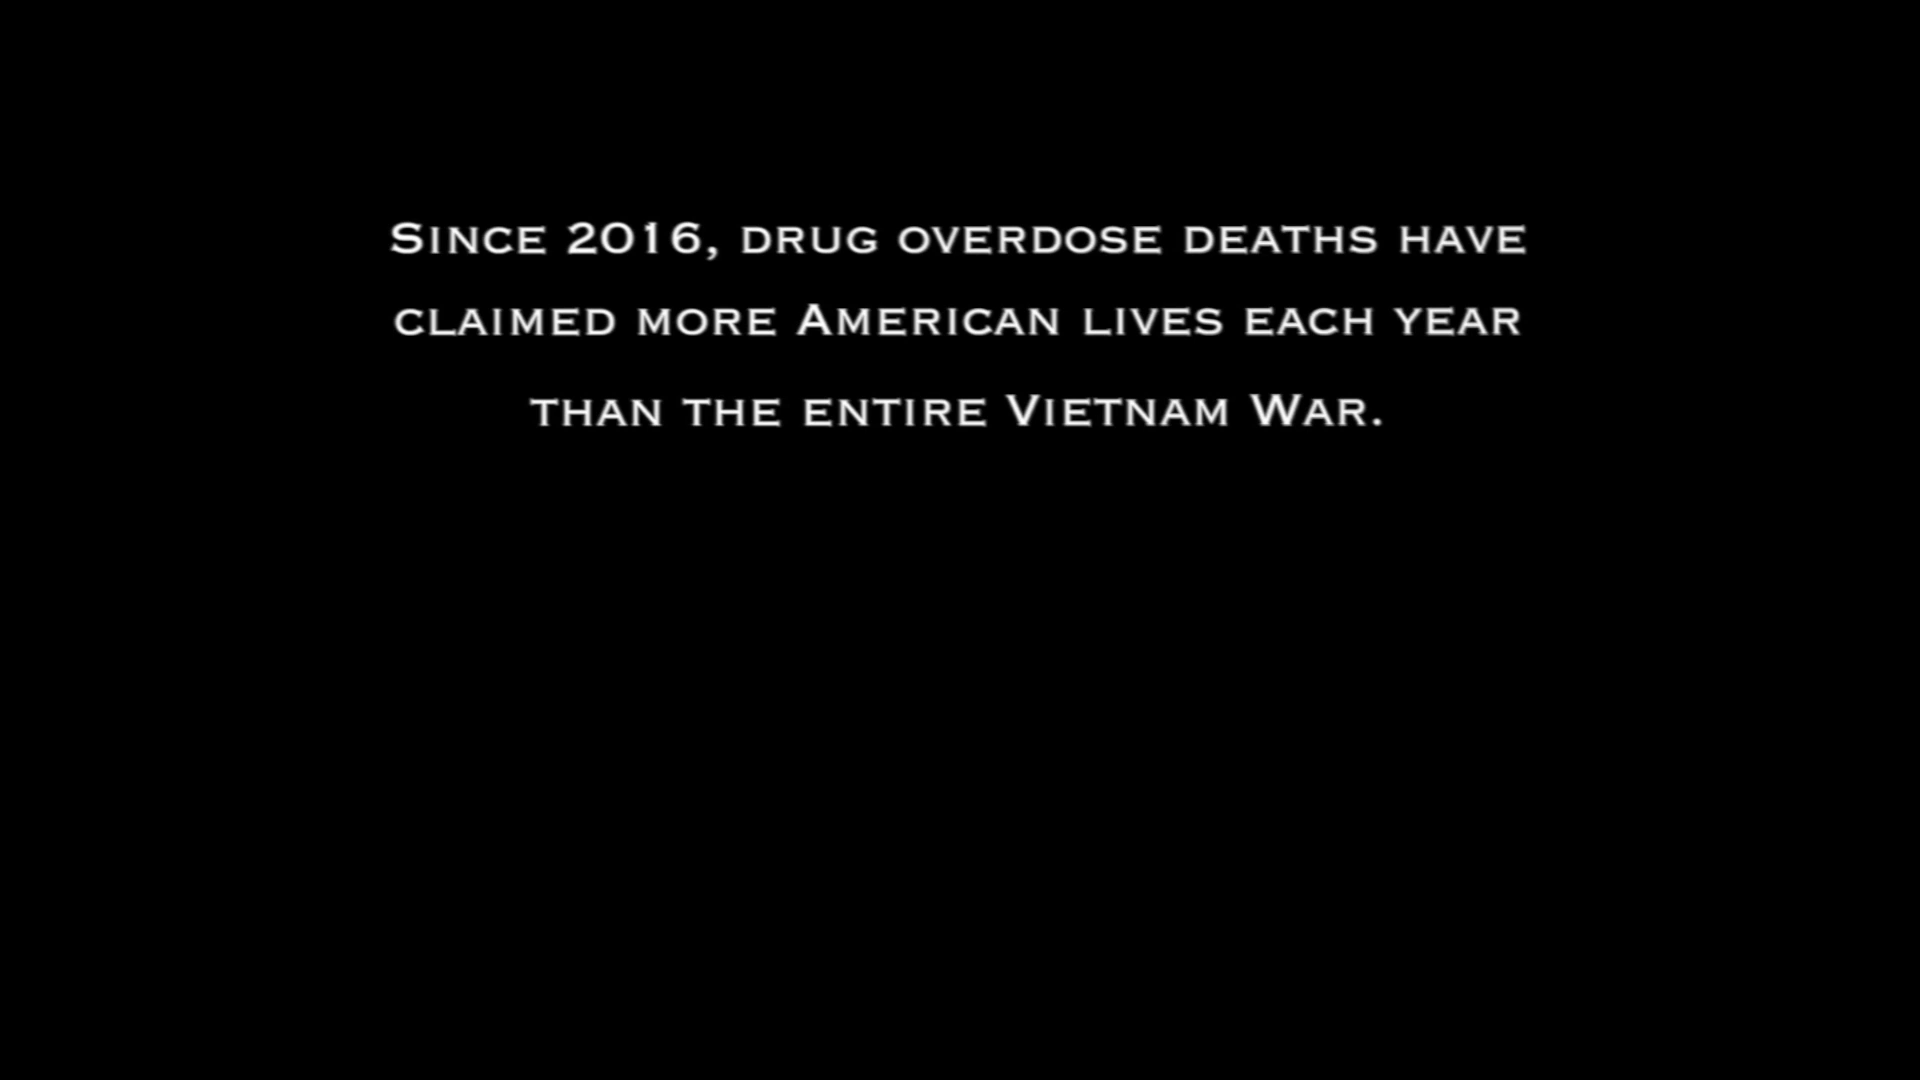 Since 2016, drug overdose deaths have
claimed more American lives each year
than the entire Vietnam War.